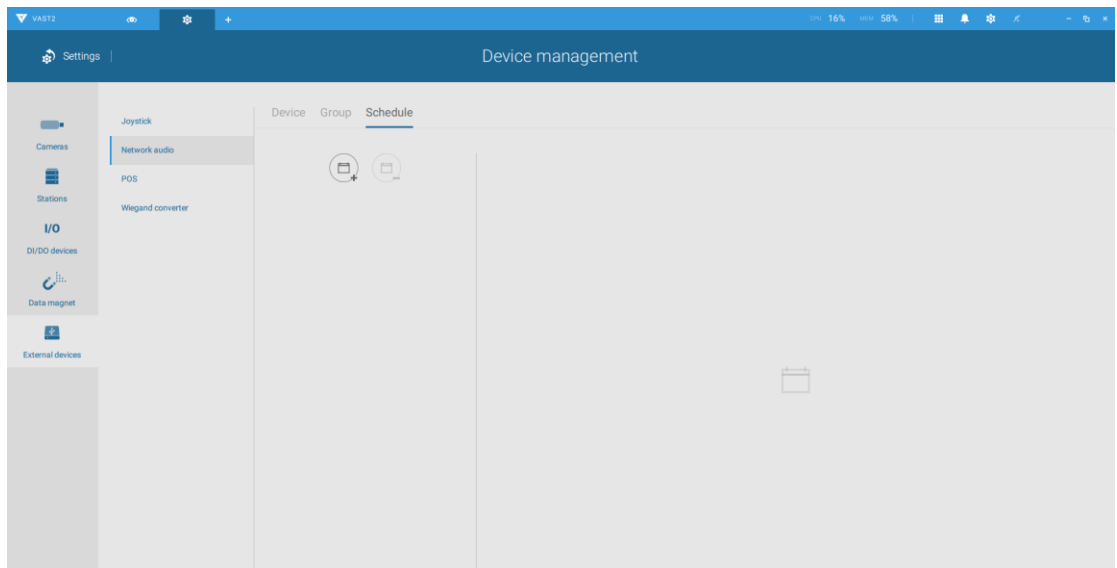 VAST2
CPU 16% MEM 58%
Settings
Device management
Cameras
Stations
I/O
DI/DO devices
Data magnet
External devices
Joystick
Network audio
POS
Wiegand converter
Device Group Schedule